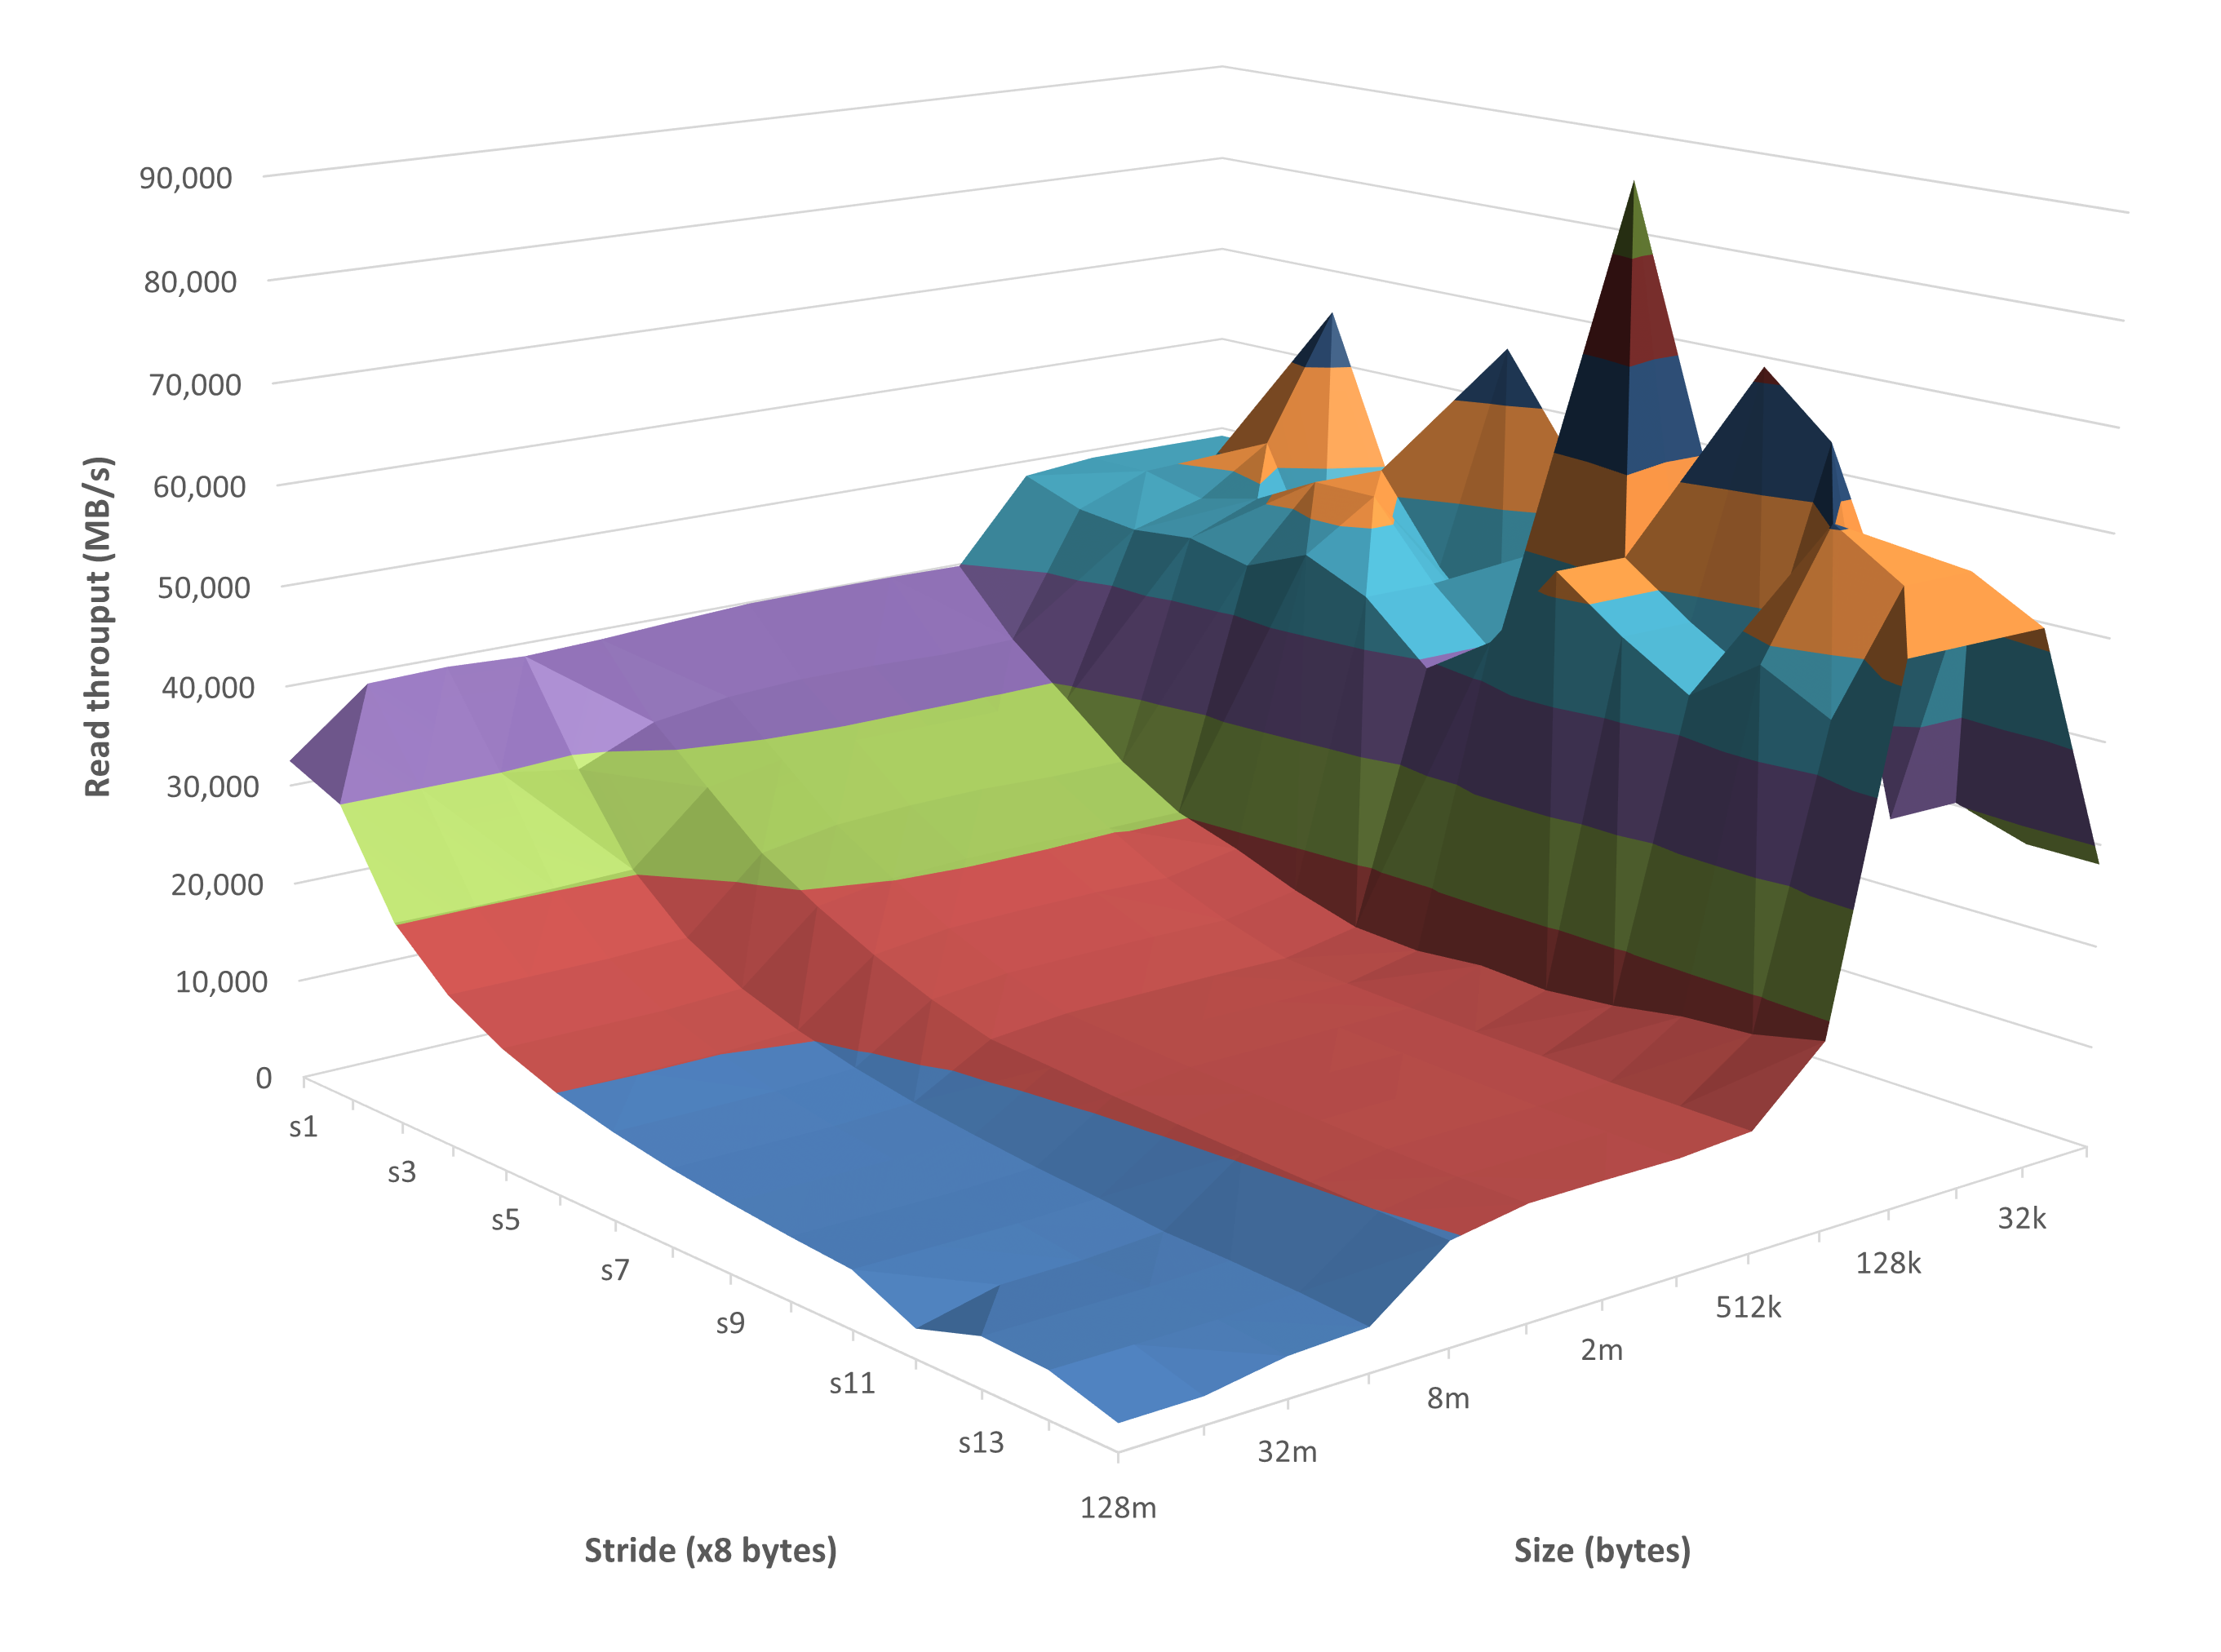 90,000
80,000
70,000
60,000
50,000
40,000
30,000
20,000
10,000
0
Read throuput (MB/s)
s1
s3
s5
s7
s9
s11
s13
128m
32m
8m
2m
512k
128k
32k
Stride (x8 bytes)
Size (bytes)